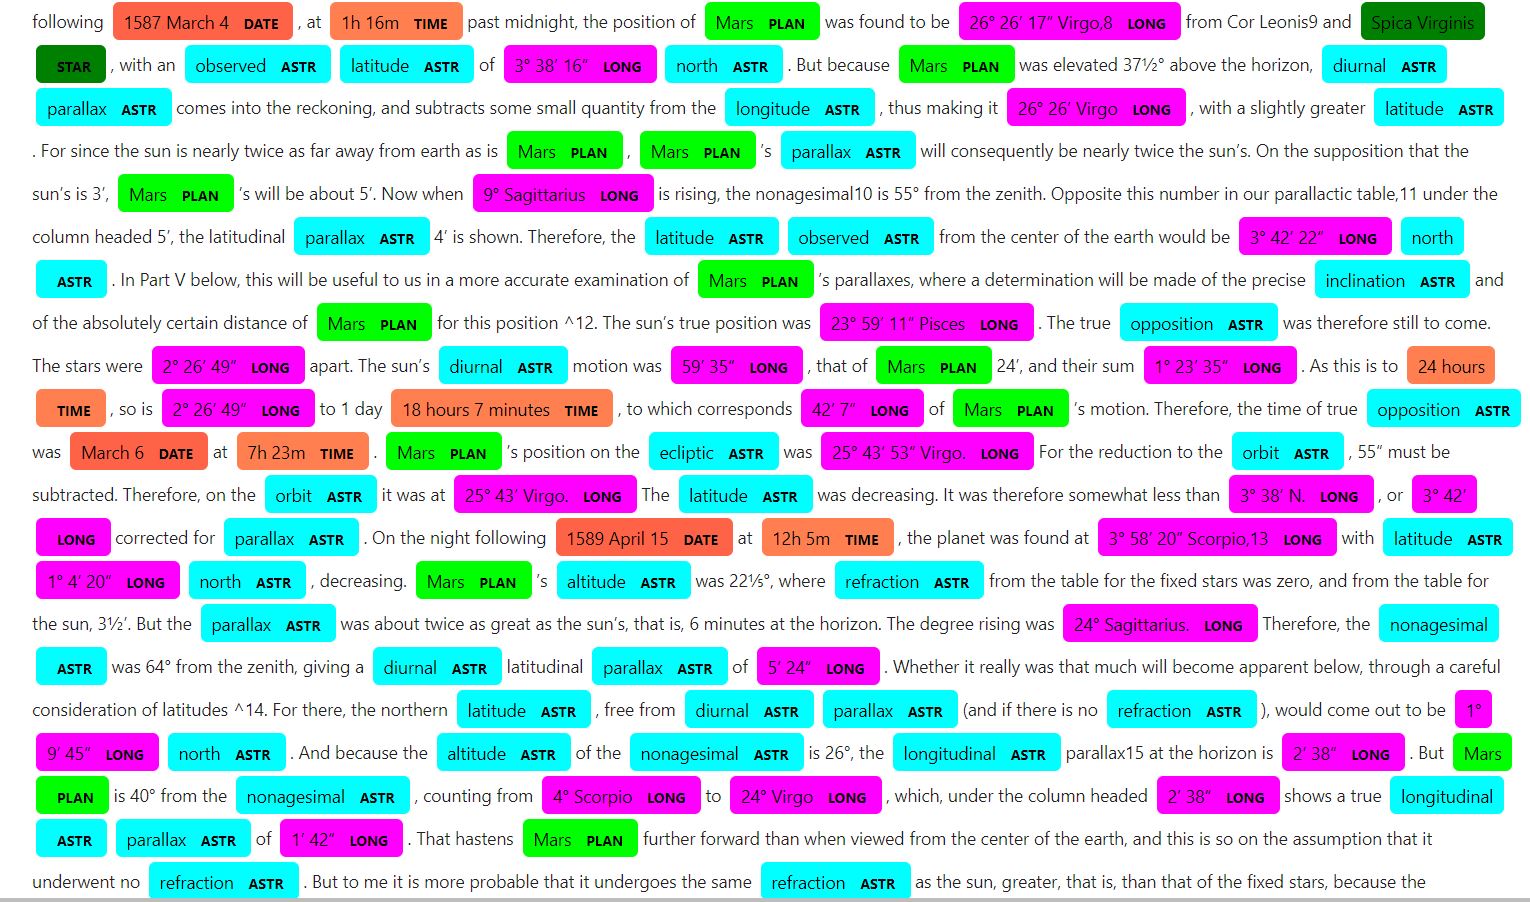 following 1587 March 4 DATE , at 1h 16m TIME past midnight, the position of Mars PLAN was found to be 26° 26′ 17″ Virgo,8 LONG from Cor Leonis9 and Spica Virginis
STAR , with an observed ASTR latitude ASTR of 3° 38′ 16″ LONG north ASTR . But because Mars PLAN was elevated 37½° above the horizon, diurnal ASTR
parallax ASTR comes into the reckoning, and subtracts some small quantity from the longitude ASTR , thus making it 26° 26′ Virgo LONG , with a slightly greater latitude ASTR
. For since the sun is nearly twice as far away from earth as is Mars PLAN , Mars PLAN ’s parallax ASTR will consequently be nearly twice the sun’s. On the supposition that the
sun’s is 3′, Mars PLAN ’s will be about 5′. Now when 9° Sagittarius LONG is rising, the nonagesimal10 is 55° from the zenith. Opposite this number in our parallactic table,11 under the
column headed 5′, the latitudinal parallax ASTR 4′ is shown. Therefore, the latitude ASTR observed ASTR from the center of the earth would be 3° 42′ 22″ LONG north
ASTR . In Part V below, this will be useful to us in a more accurate examination of Mars PLAN ’s parallaxes, where a determination will be made of the precise inclination ASTR and
of the absolutely certain distance of Mars PLAN for this position ^12. The sun’s true position was 23° 59′ 11″ Pisces LONG . The true opposition ASTR was therefore still to come.
The stars were 2° 26′ 49″ LONG apart. The sun’s diurnal ASTR motion was 59′ 35″ LONG , that of Mars PLAN 24′, and their sum 1° 23′ 35″ LONG . As this is to 24 hours
TIME , so is 2° 26′ 49″ LONG to 1 day 18 hours 7 minutes TIME , to which corresponds 42′ 7″ LONG of Mars PLAN ’s motion. Therefore, the time of true opposition ASTR
was March 6 DATE at 7h 23m TIME . Mars PLAN ’s position on the ecliptic ASTR was 25° 43′ 53″ Virgo. LONG For the reduction to the orbit ASTR , 55″ must be
subtracted. Therefore, on the orbit ASTR it was at 25° 43′ Virgo. LONG The latitude ASTR was decreasing. It was therefore somewhat less than 3° 38′ N. LONG , or 3° 42′
LONG corrected for parallax ASTR . On the night following 1589 April 15 DATE at 12h 5m TIME , the planet was found at 3° 58′ 20″ Scorpio,13 LONG with latitude ASTR
1° 4′ 20″ LONG north ASTR , decreasing. Mars PLAN ’s altitude ASTR was 22⅕°, where refraction ASTR from the table for the fixed stars was zero, and from the table for
the sun, 3½′. But the parallax ASTR was about twice as great as the sun’s, that is, 6 minutes at the horizon. The degree rising was 24° Sagittarius. LONG Therefore, the nonagesimal
ASTR was 64° from the zenith, giving a diurnal ASTR latitudinal parallax ASTR of 5′ 24″ LONG . Whether it really was that much will become apparent below, through a careful
consideration of latitudes ^14. For there, the northern latitude ASTR , free from diurnal ASTR parallax ASTR (and if there is no refraction ASTR ), would come out to be 1°
9′ 45″ LONG north ASTR . And because the altitude ASTR of the nonagesimal ASTR is 26°, the longitudinal ASTR parallax15 at the horizon is 2′ 38″ LONG . But Mars
PLAN is 40° from the nonagesimal ASTR , counting from 4° Scorpio LONG to 24° Virgo LONG , which, under the column headed 2′ 38″ LONG shows a true longitudinal
ASTR parallax ASTR of 1′ 42″ LONG . That hastens Mars PLAN further forward than when viewed from the center of the earth, and this is so on the assumption that it
underwent no refraction ASTR . But to me it is more probable that it undergoes the same refraction ASTR as the sun, greater, that is, than that of the fixed stars, because the